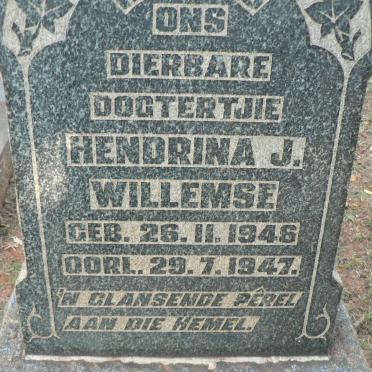 ONS
DIERBARE
DOGTERTJIE
HENDRINA J.
WILLEMSE
GEB. 26.11.1946
OORL. 29.7.1947.
'N GLANSENDE PÊREL
AAN DIE HEMEL.